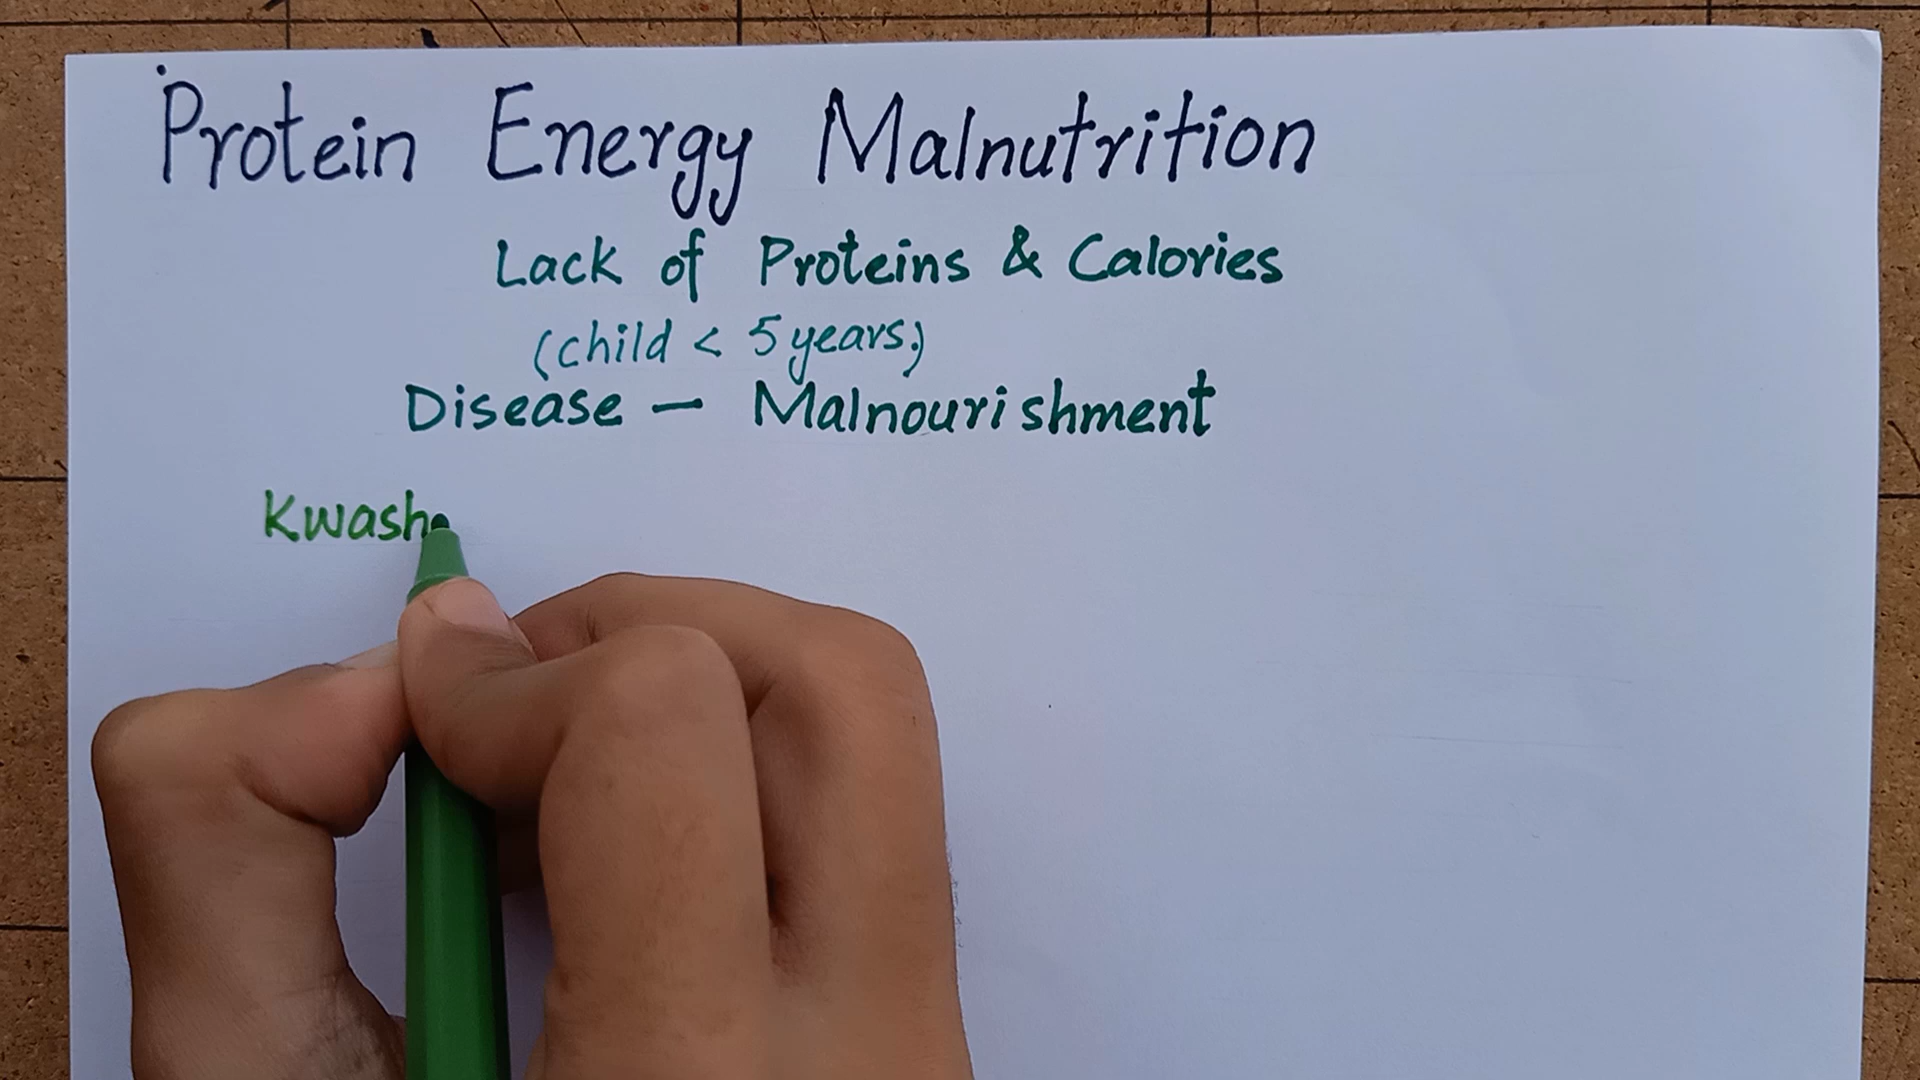 Protein Energy Malnutrition
Lack of Proteins & Calories
(child < 5 years.)
Disease - Malnourishment
Kwash